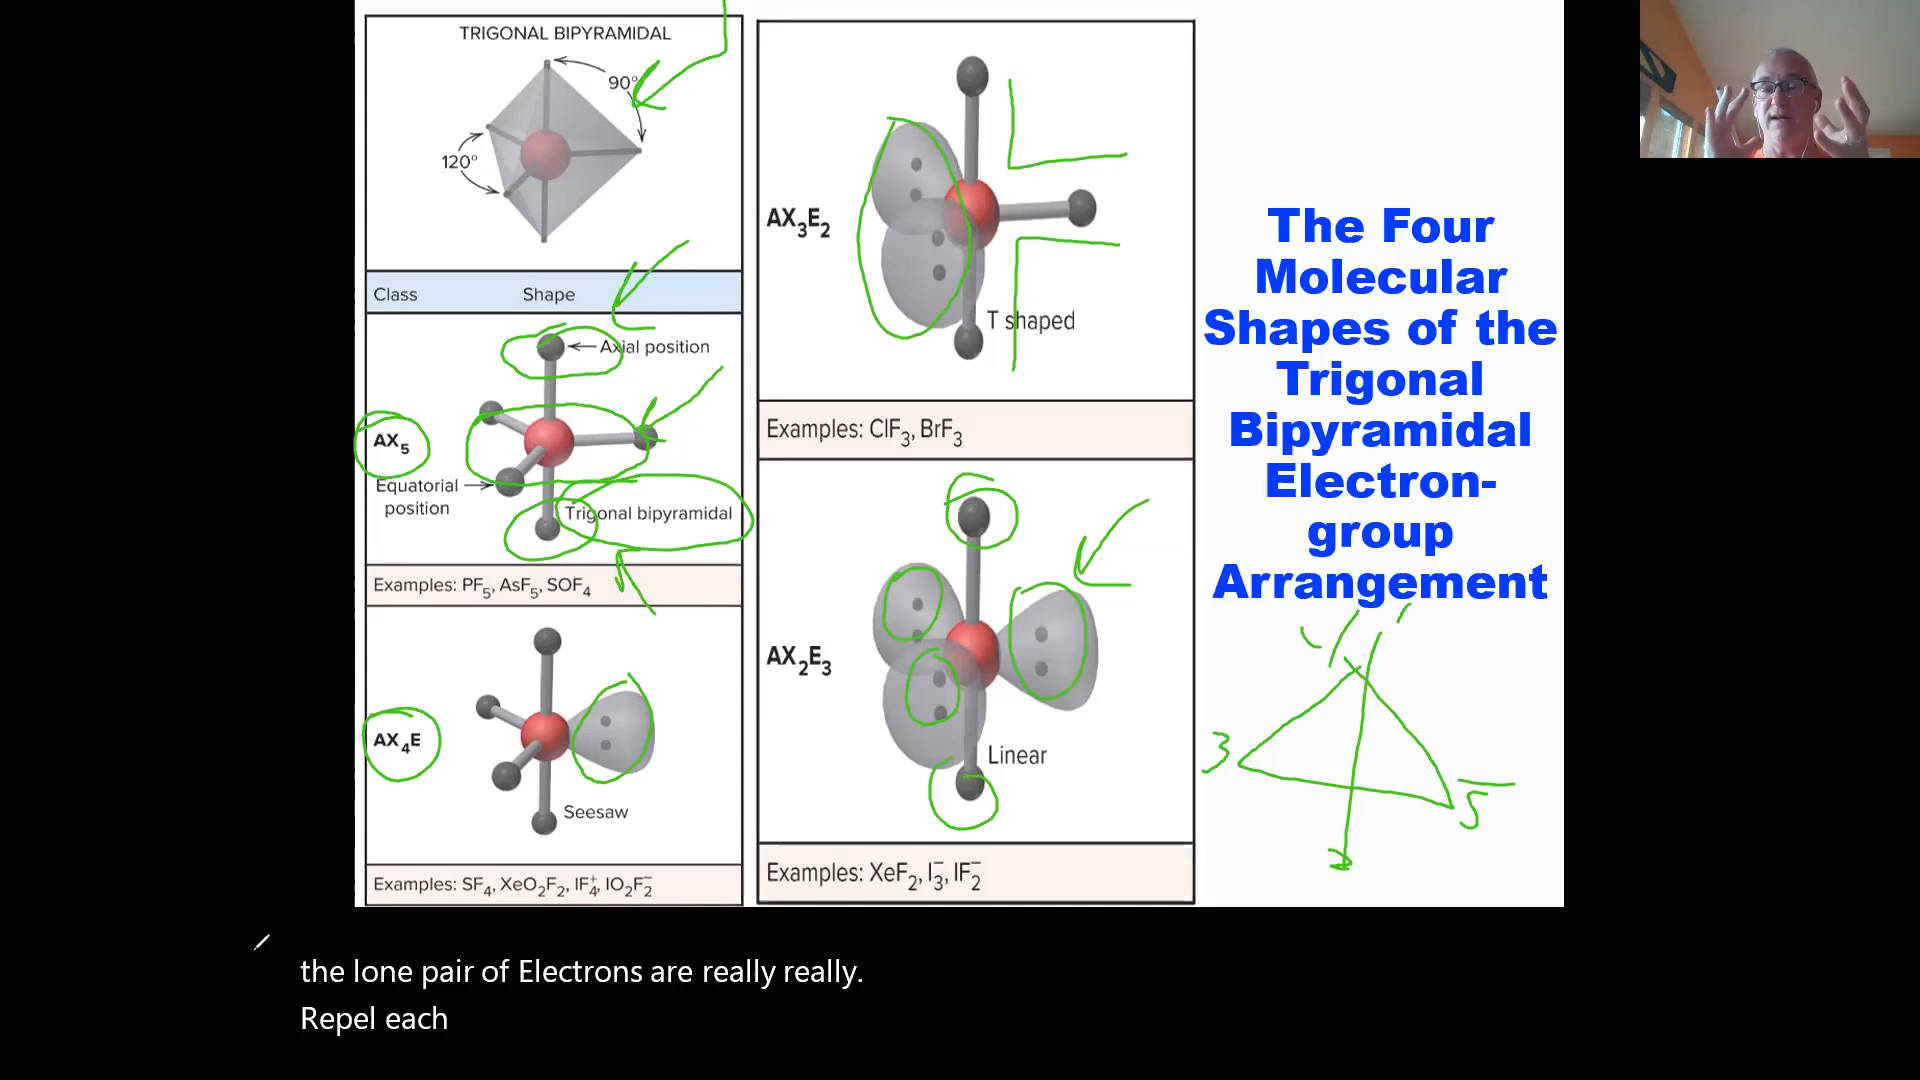 TRIGONAL BIPYRAMIDAL
90°
120°
Class Shape
Axial position
AX₅
Equatorial
position
Trigonal bipyramidal
Examples: PF₅, AsF₅, SOF₄
AX₄E
Seesaw
Examples: SF₄, XeO₂F₂, IF₄⁺, IO₂F₂⁻
AX₃E₂
T shaped
Examples: ClF₃, BrF₃
AX₂E₃
Linear
Examples: XeF₂, I₃⁻, IF₂⁻
The Four
Molecular
Shapes of the
Trigonal
Bipyramidal
Electron-
group
Arrangement
3
5
the lone pair of Electrons are really really.
Repel each